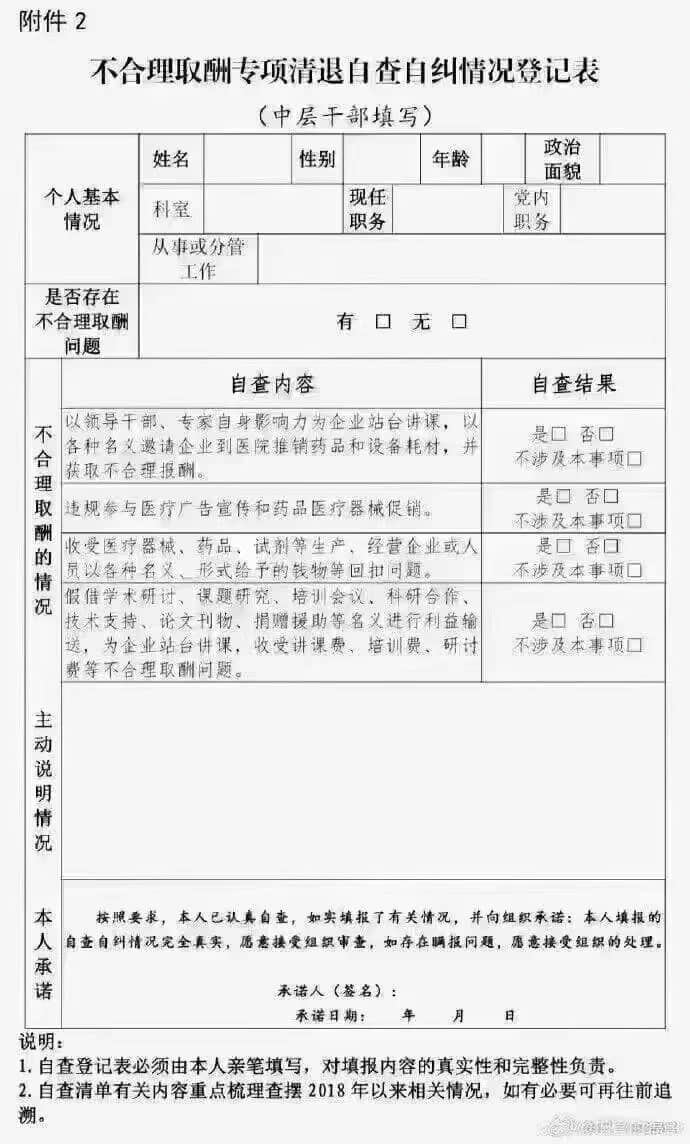 附件 2
不合理取酬专项清退自查自纠情况登记表
（中层干部填写）
个人基本
情况
姓名
性别
年龄
政治
面貌
科室
现任
职务
党内
职务
从事或分管
工作
是否存在
不合理取酬
问题
有 □ 无 □
不合理取酬的情况
自查内容
自查结果
以领导干部、专家自身影响力为企业站台讲课，以
各种名义邀请企业到医院推销药品和设备耗材，并
获取不合理报酬。
是□ 否□
不涉及本事项□
违规参与医疗广告宣传和药品医疗器械促销。
是□ 否□
不涉及本事项□
收受医疗器械、药品、试剂等生产、经营企业或人
员以各种名义、形式给予的钱物等回扣问题。
是□ 否□
不涉及本事项□
假借学术研讨、课题研究、培训会议、科研合作、
技术支持、论文刊物、捐赠援助等名义进行利益输
送，为企业站台讲课，收受讲课费、培训费、研讨
费等不合理取酬问题。
是□ 否□
不涉及本事项□
主动说明情况
本人承诺
按照要求，本人已认真自查，如实填报了有关情况，并向组织承诺：本人填报的
自查自纠情况完全真实，愿意接受组织审查，如存在瞒报问题，愿意接受组织的处理。
承诺人（签名）：
承诺日期： 年 月 日
说明：
1. 自查登记表必须由本人亲笔填写，对填报内容的真实性和完整性负责。
2. 自查清单有关内容重点梳理查摆 2018 年以来相关情况，如有必要可再往前追
溯。